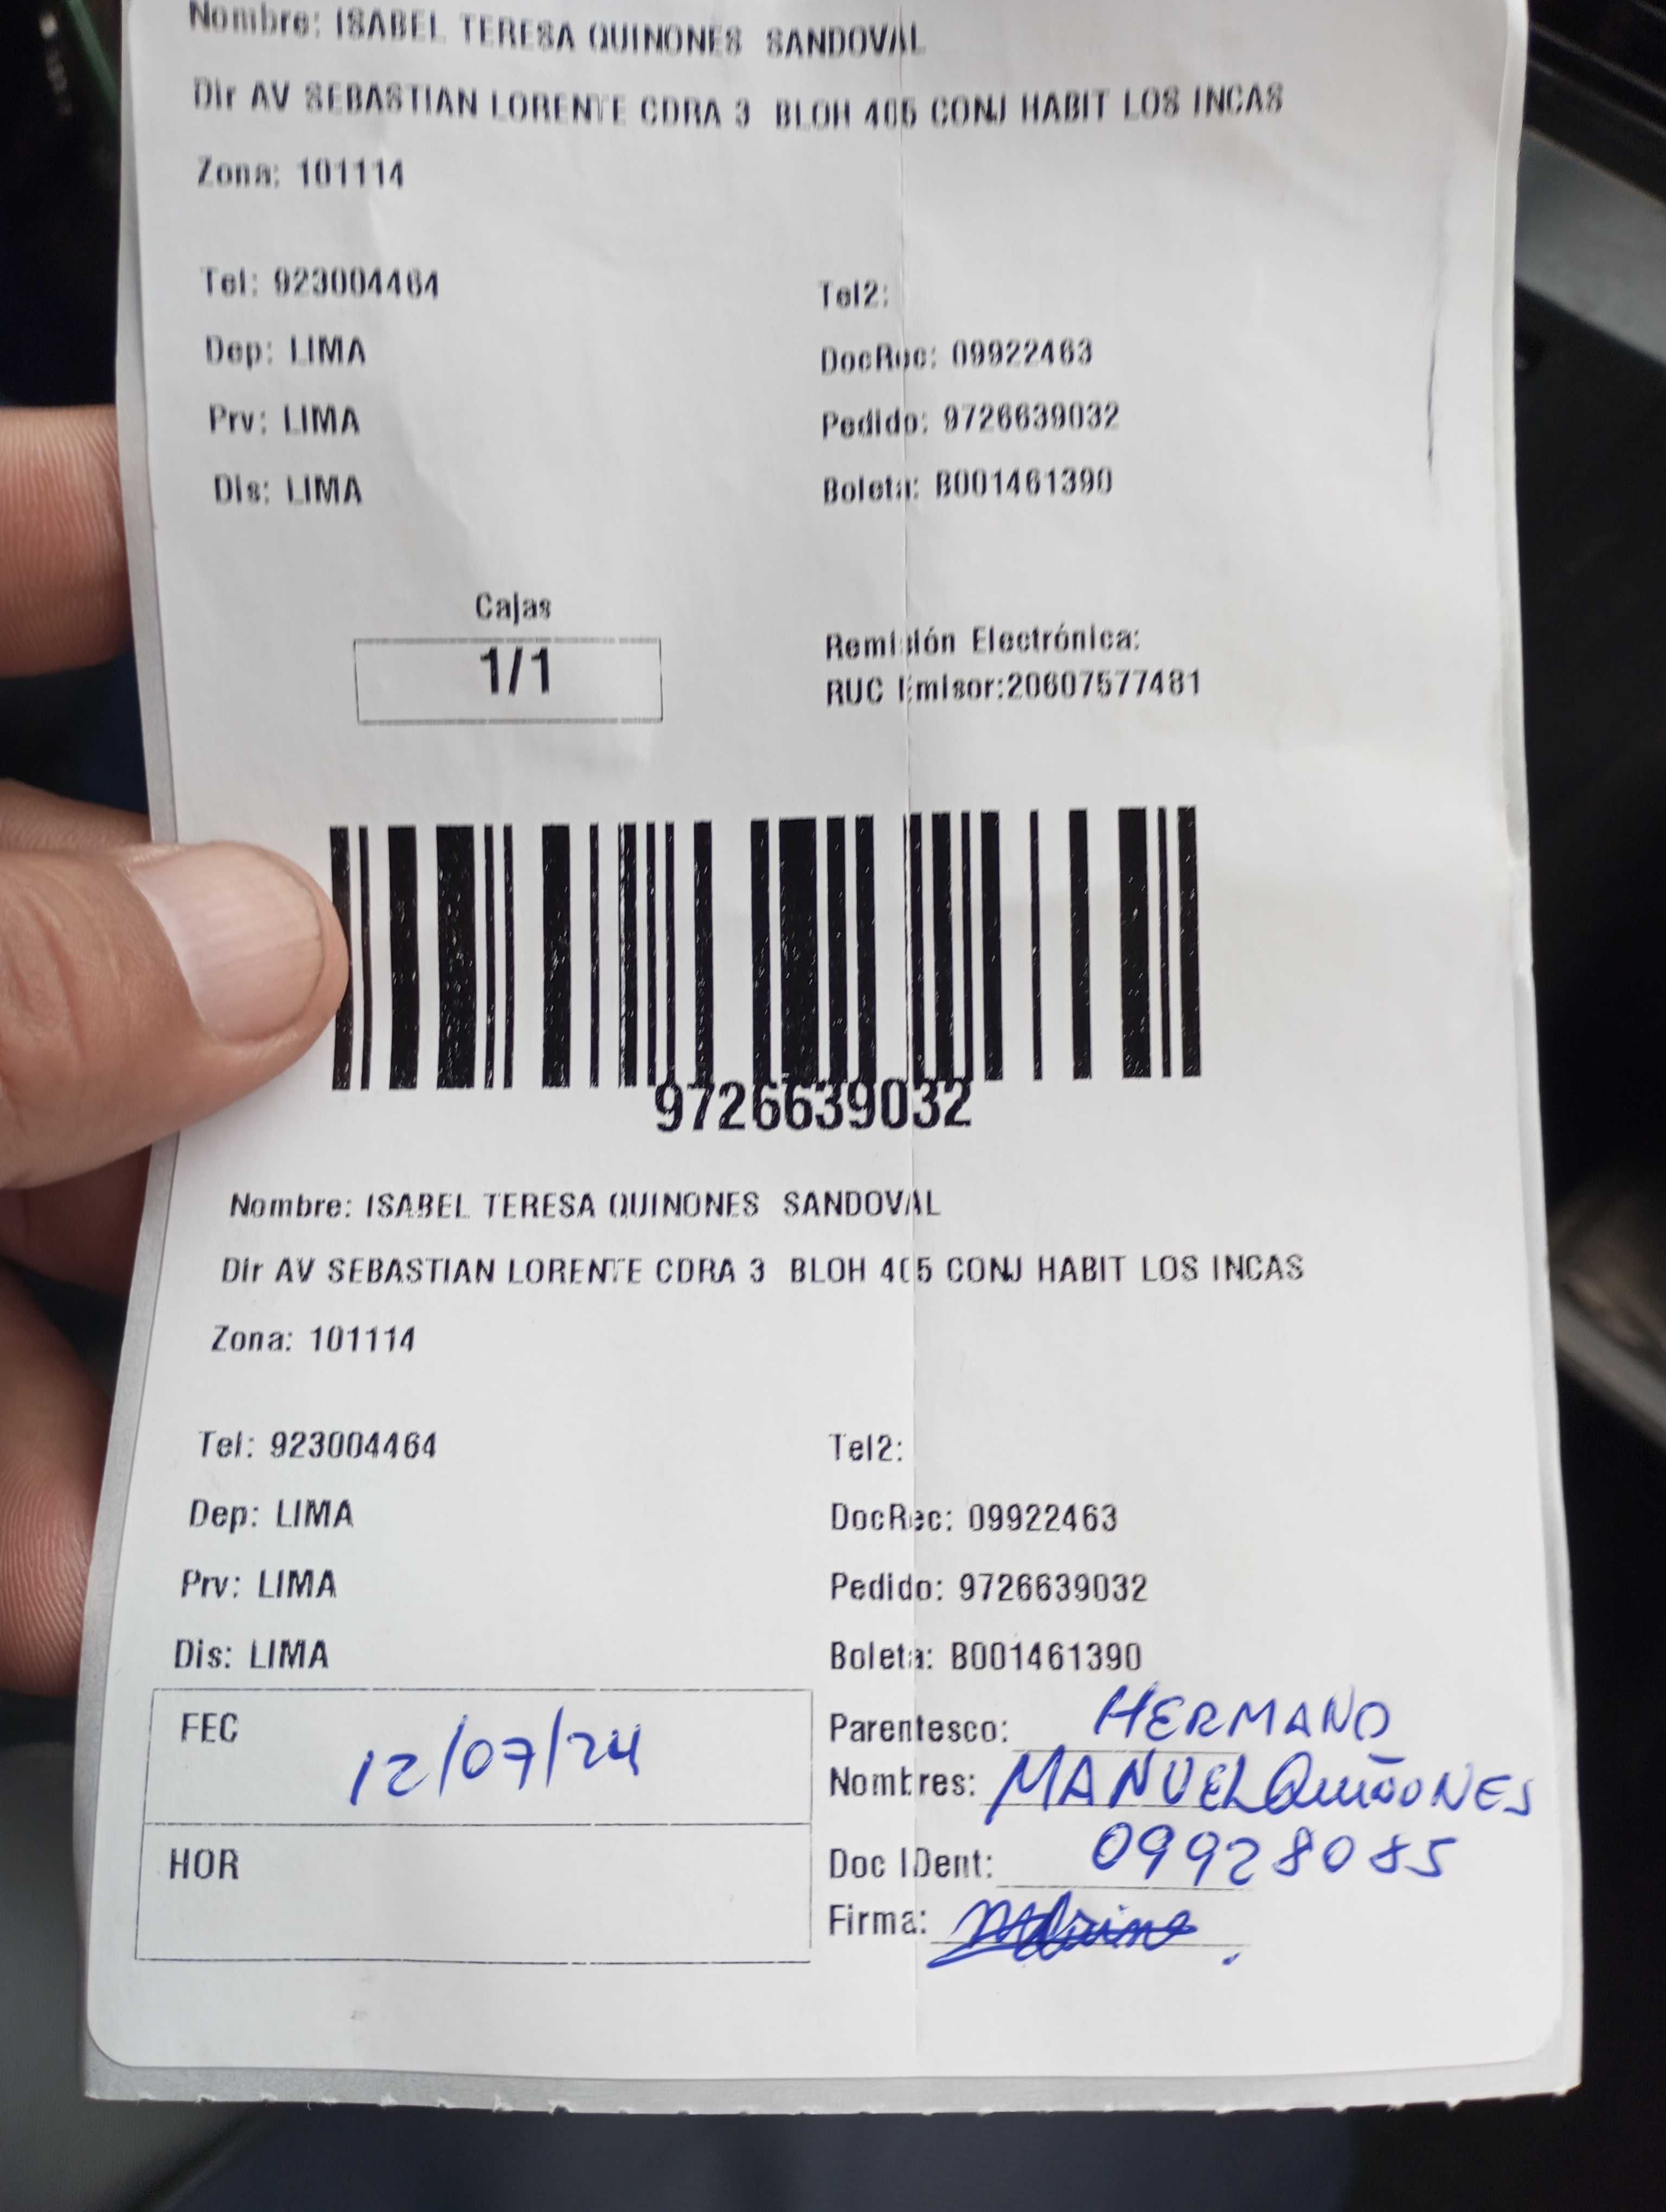 Nombre: ISABEL TERESA QUINONES SANDOVAL
Dir AV SEBASTIAN LORENTE CDRA 3 BLOH 405 CONJ HABIT LOS INCAS
Zona: 101114
Tel: 923004464 Tel2:
Dep: LIMA DocRec: 09922463
Prv: LIMA Pedido: 9726639032
Dis: LIMA Boleta: B001461390
Cajas
1/1
Remisión Electrónica:
RUC Emisor:20607577481
9726639032
Nombre: ISABEL TERESA QUINONES SANDOVAL
Dir AV SEBASTIAN LORENTE CDRA 3 BLOH 405 CONJ HABIT LOS INCAS
Zona: 101114
Tel: 923004464 Tel2:
Dep: LIMA DocRec: 09922463
Prv: LIMA Pedido: 9726639032
Dis: LIMA Boleta: B001461390
FEC 12/07/24
Parentesco: HERMANO
Nombres: MANUEL QUIÑONES
HOR
Doc IDent: 09928085
Firma: